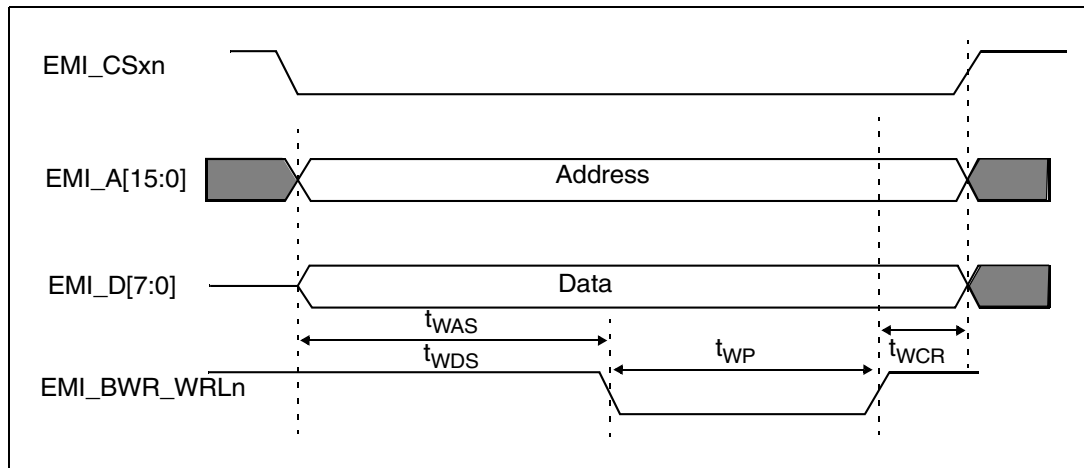 EMI_CSxn
EMI_A[15:0]
Address
EMI_D[7:0]
Data
tWAS
tWDS
tWP
tWCR
EMI_BWR_WRLn